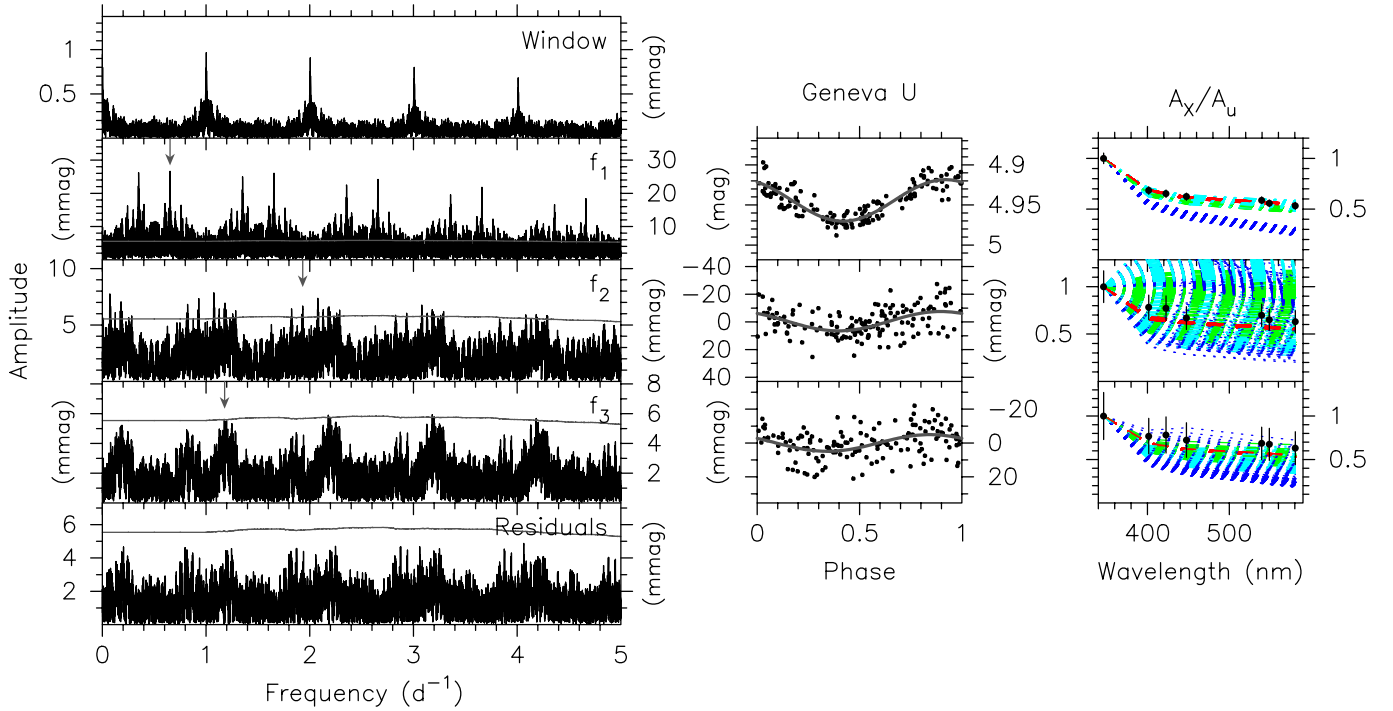 Window
1
0.5
(mmag)
f1
30
20
10
(mmag)
f2
10
5
(mmag)
f3
8
6
4
2
(mmag)
Residuals
6
4
2
(mmag)
Amplitude
0 1 2 3 4 5
Frequency (d−1)
Geneva U
(mag)
4.9
4.95
5
−40
−20
0
20
40
(mmag)
(mmag)
−20
0
20
0 0.5 1
Phase
AX/Au
1
0.5
1
0.5
1
0.5
400 500
Wavelength (nm)